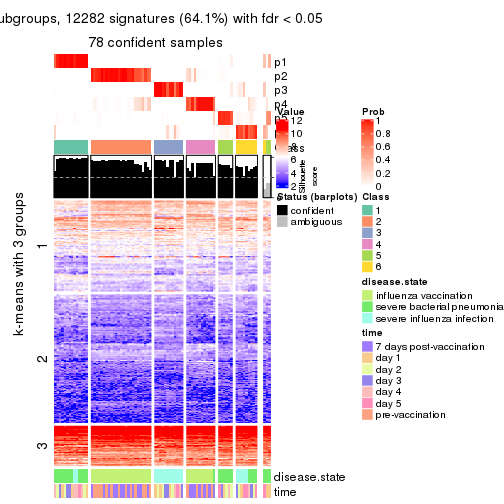 ubgroups, 12282 signatures (64.1%) with fdr < 0.05
78 confident samples
p1
p2
p3
p4
p5
Value
12
10
8
6
4
2
Prob
1
0.8
0.6
0.4
0.2
0
Silhouette
score
Status (barplots)
confident
ambiguous
Class
1
2
3
4
5
6
disease.state
influenza vaccination
severe bacterial pneumonia
severe influenza infection
time
7 days post-vaccination
day 1
day 2
day 3
day 4
day 5
pre-vaccination
k-means with 3 groups
1
2
3
disease.state
time